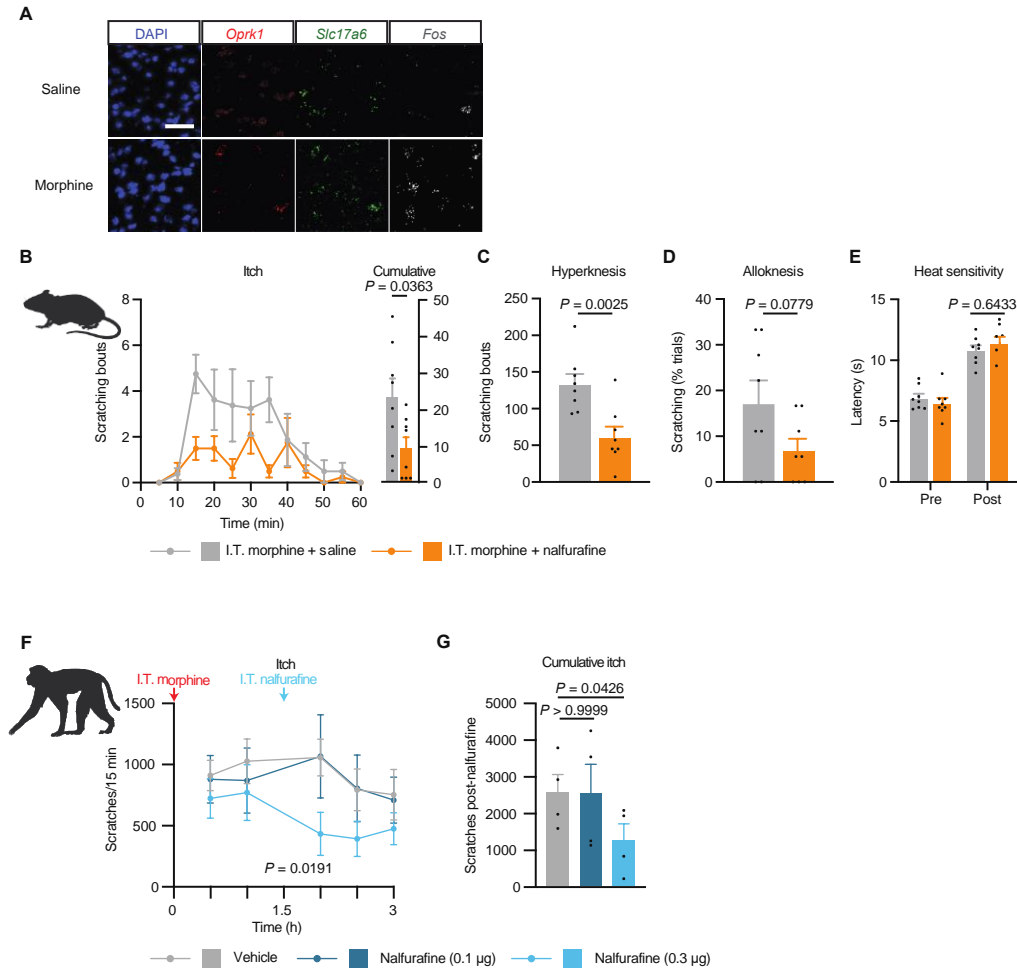 A
DAPI Oprk1 Slc17a6 Fos
Saline
Morphine
B
Itch
Cumulative
P = 0.0363
Scratching bouts
8
6
4
2
0
0 10 20 30 40 50 60
Time (min)
50
40
30
20
10
0
Scratching bouts
C
Hyperknesis
P = 0.0025
Scratching bouts
250
200
150
100
50
0
D
Alloknesis
P = 0.0779
Scratching (% trials)
40
30
20
10
0
E
Heat sensitivity
P = 0.6433
Latency (s)
15
10
5
0
Pre Post
I.T. morphine + saline
I.T. morphine + nalfurafine
F
Itch
I.T. morphine
I.T. nalfurafine
Scratches/15 min
1500
1000
500
0
P = 0.0191
0 1.5 3
Time (h)
G
Cumulative itch
P = 0.0426
P > 0.9999
Scratches post-nalfurafine
5000
4000
3000
2000
1000
0
Vehicle
Nalfurafine (0.1 μg)
Nalfurafine (0.3 μg)